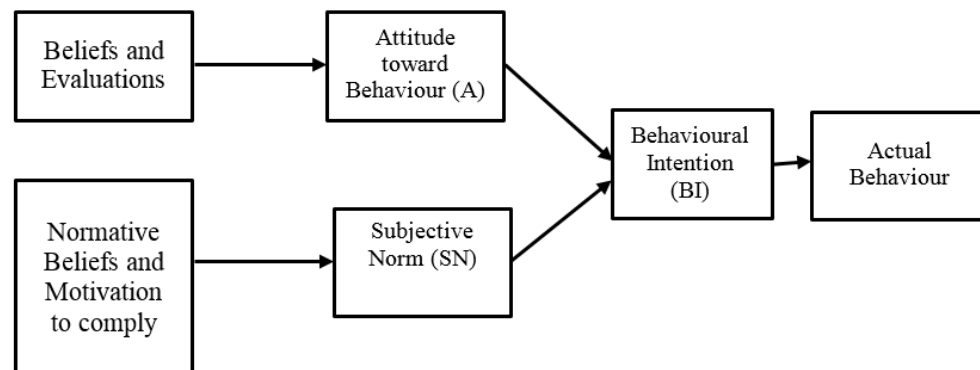 Beliefs and
Evaluations
Attitude
toward
Behaviour (A)
Normative
Beliefs and
Motivation
to comply
Subjective
Norm (SN)
Behavioural
Intention
(BI)
Actual
Behaviour